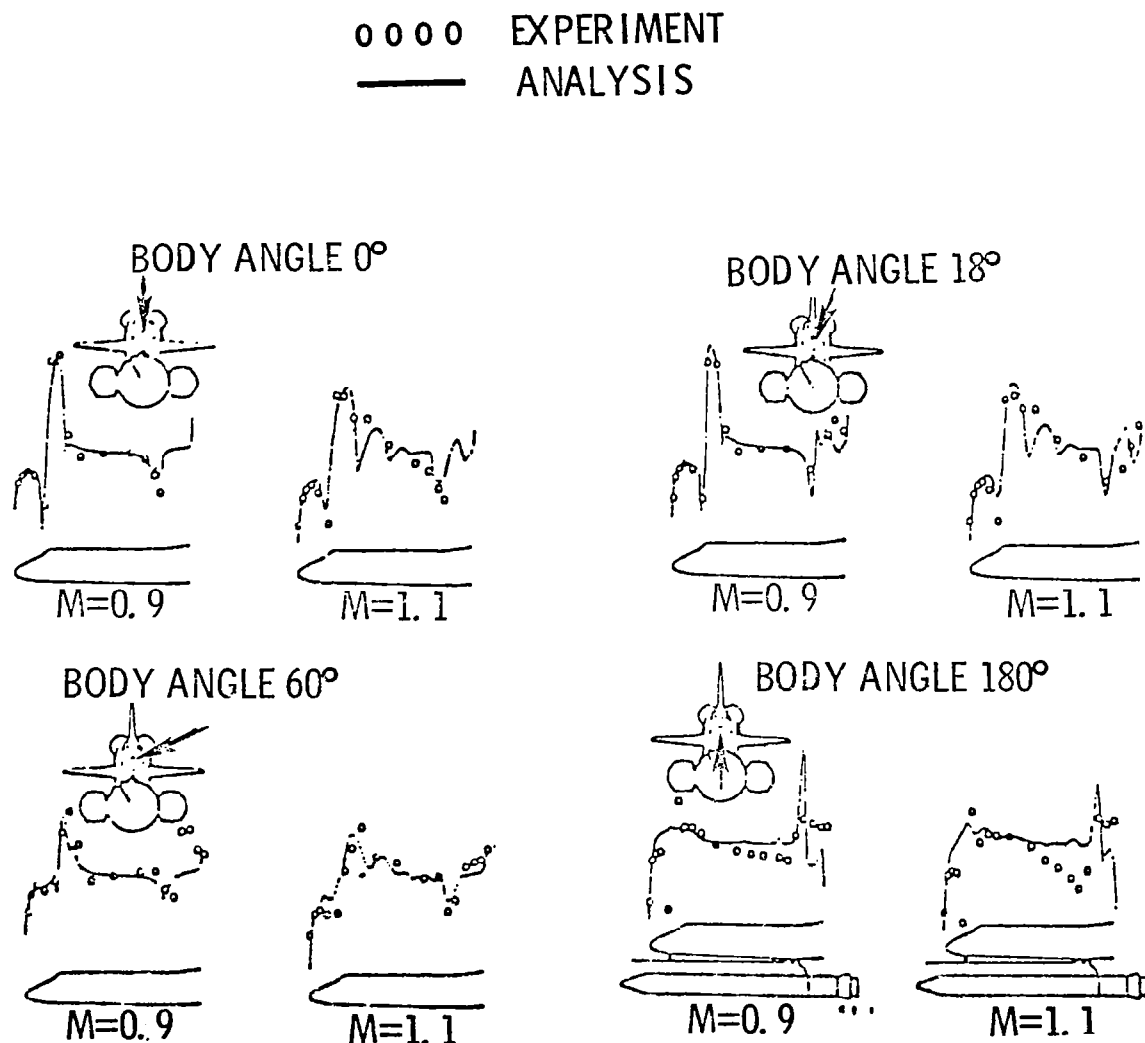 EXPERIMENT
ANALYSIS
BODY ANGLE 0°
BODY ANGLE 18°
M=0.9
M=1.1
M=0.9
M=1.1
BODY ANGLE 60°
BODY ANGLE 180°
M=0.9
M=1.1
M=0.9
M=1.1